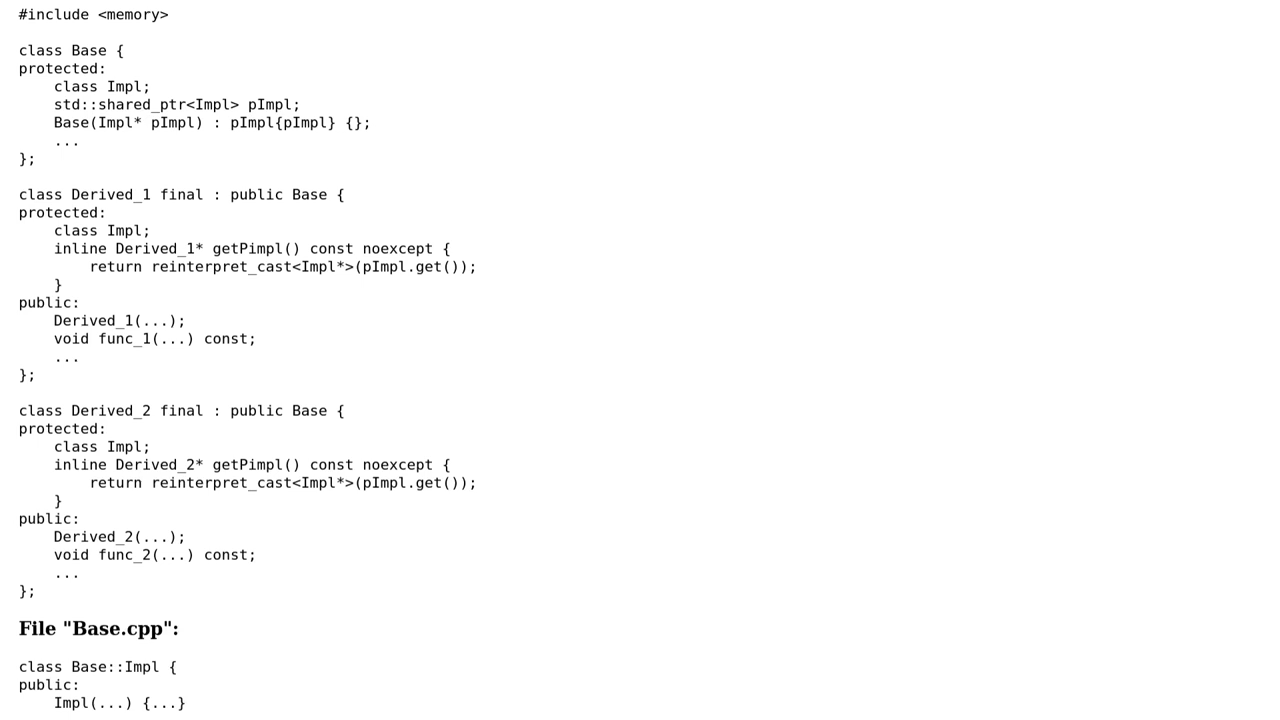 #include <memory>

class Base {
protected:
    class Impl;
    std::shared_ptr<Impl> pImpl;
    Base(Impl* pImpl) : pImpl{pImpl} {};
    ...
};

class Derived_1 final : public Base {
protected:
    class Impl;
    inline Derived_1* getPimpl() const noexcept {
        return reinterpret_cast<Impl*>(pImpl.get());
    }
public:
    Derived_1(...);
    void func_1(...) const;
    ...
};

class Derived_2 final : public Base {
protected:
    class Impl;
    inline Derived_2* getPimpl() const noexcept {
        return reinterpret_cast<Impl*>(pImpl.get());
    }
public:
    Derived_2(...);
    void func_2(...) const;
    ...
};

File "Base.cpp":

class Base::Impl {
public:
    Impl(...) {...}